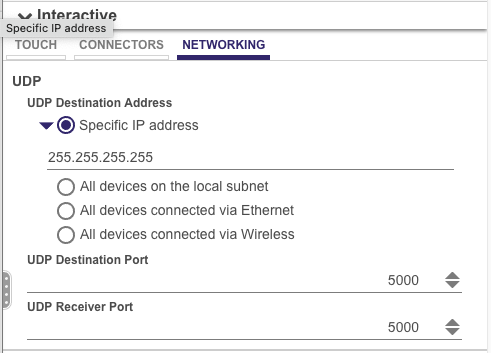 Interactive
Specific IP address
TOUCH CONNECTORS NETWORKING
UDP
UDP Destination Address
Specific IP address
255.255.255.255
All devices on the local subnet
All devices connected via Ethernet
All devices connected via Wireless
UDP Destination Port
5000
UDP Receiver Port
5000